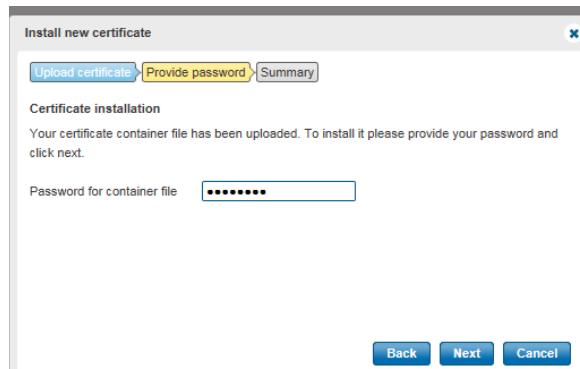 Install new certificate
Upload certificate Provide password Summary
Certificate installation
Your certificate container file has been uploaded. To install it please provide your password and
click next.
Password for container file ●●●●●●●●
Back Next Cancel